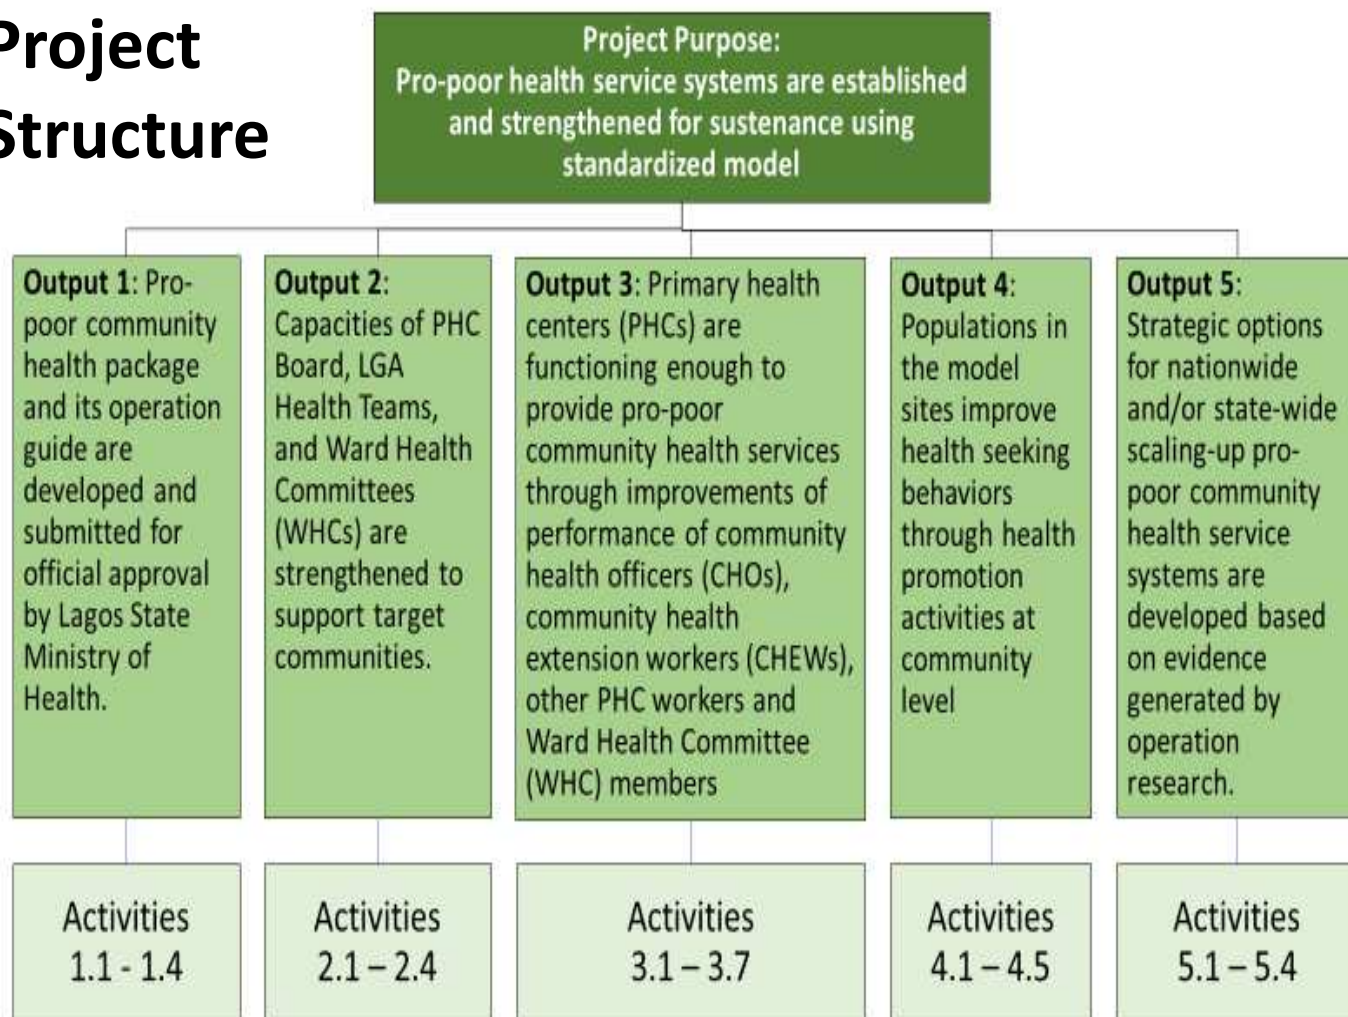 Project
Structure
Project Purpose:
Pro-poor health service systems are established
and strengthened for sustenance using
standardized model
Output 1: Pro-
poor community
health package
and its operation
guide are
developed and
submitted for
official approval
by Lagos State
Ministry of
Health.
Output 2:
Capacities of PHC
Board, LGA
Health Teams,
and Ward Health
Committees
(WHCs) are
strengthened to
support target
communities.
Output 3: Primary health
centers (PHCs) are
functioning enough to
provide pro-poor
community health services
through improvements of
performance of community
health officers (CHOs),
community health
extension workers (CHEWs),
other PHC workers and
Ward Health Committee
(WHC) members
Output 4:
Populations in
the model
sites improve
health seeking
behaviors
through health
promotion
activities at
community
level
Output 5:
Strategic options
for nationwide
and/or state-wide
scaling-up pro-
poor community
health service
systems are
developed based
on evidence
generated by
operation
research.
Activities
1.1 - 1.4
Activities
2.1 – 2.4
Activities
3.1 – 3.7
Activities
4.1 – 4.5
Activities
5.1 – 5.4